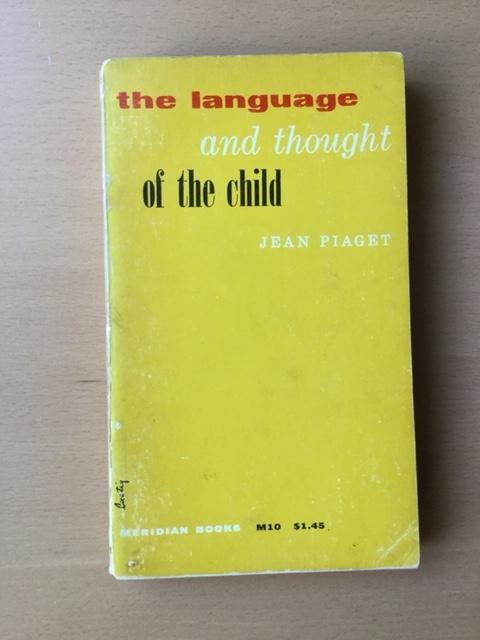 the language
and thought
of the child
JEAN PIAGET
MERIDIAN BOOKS M10 $1.45